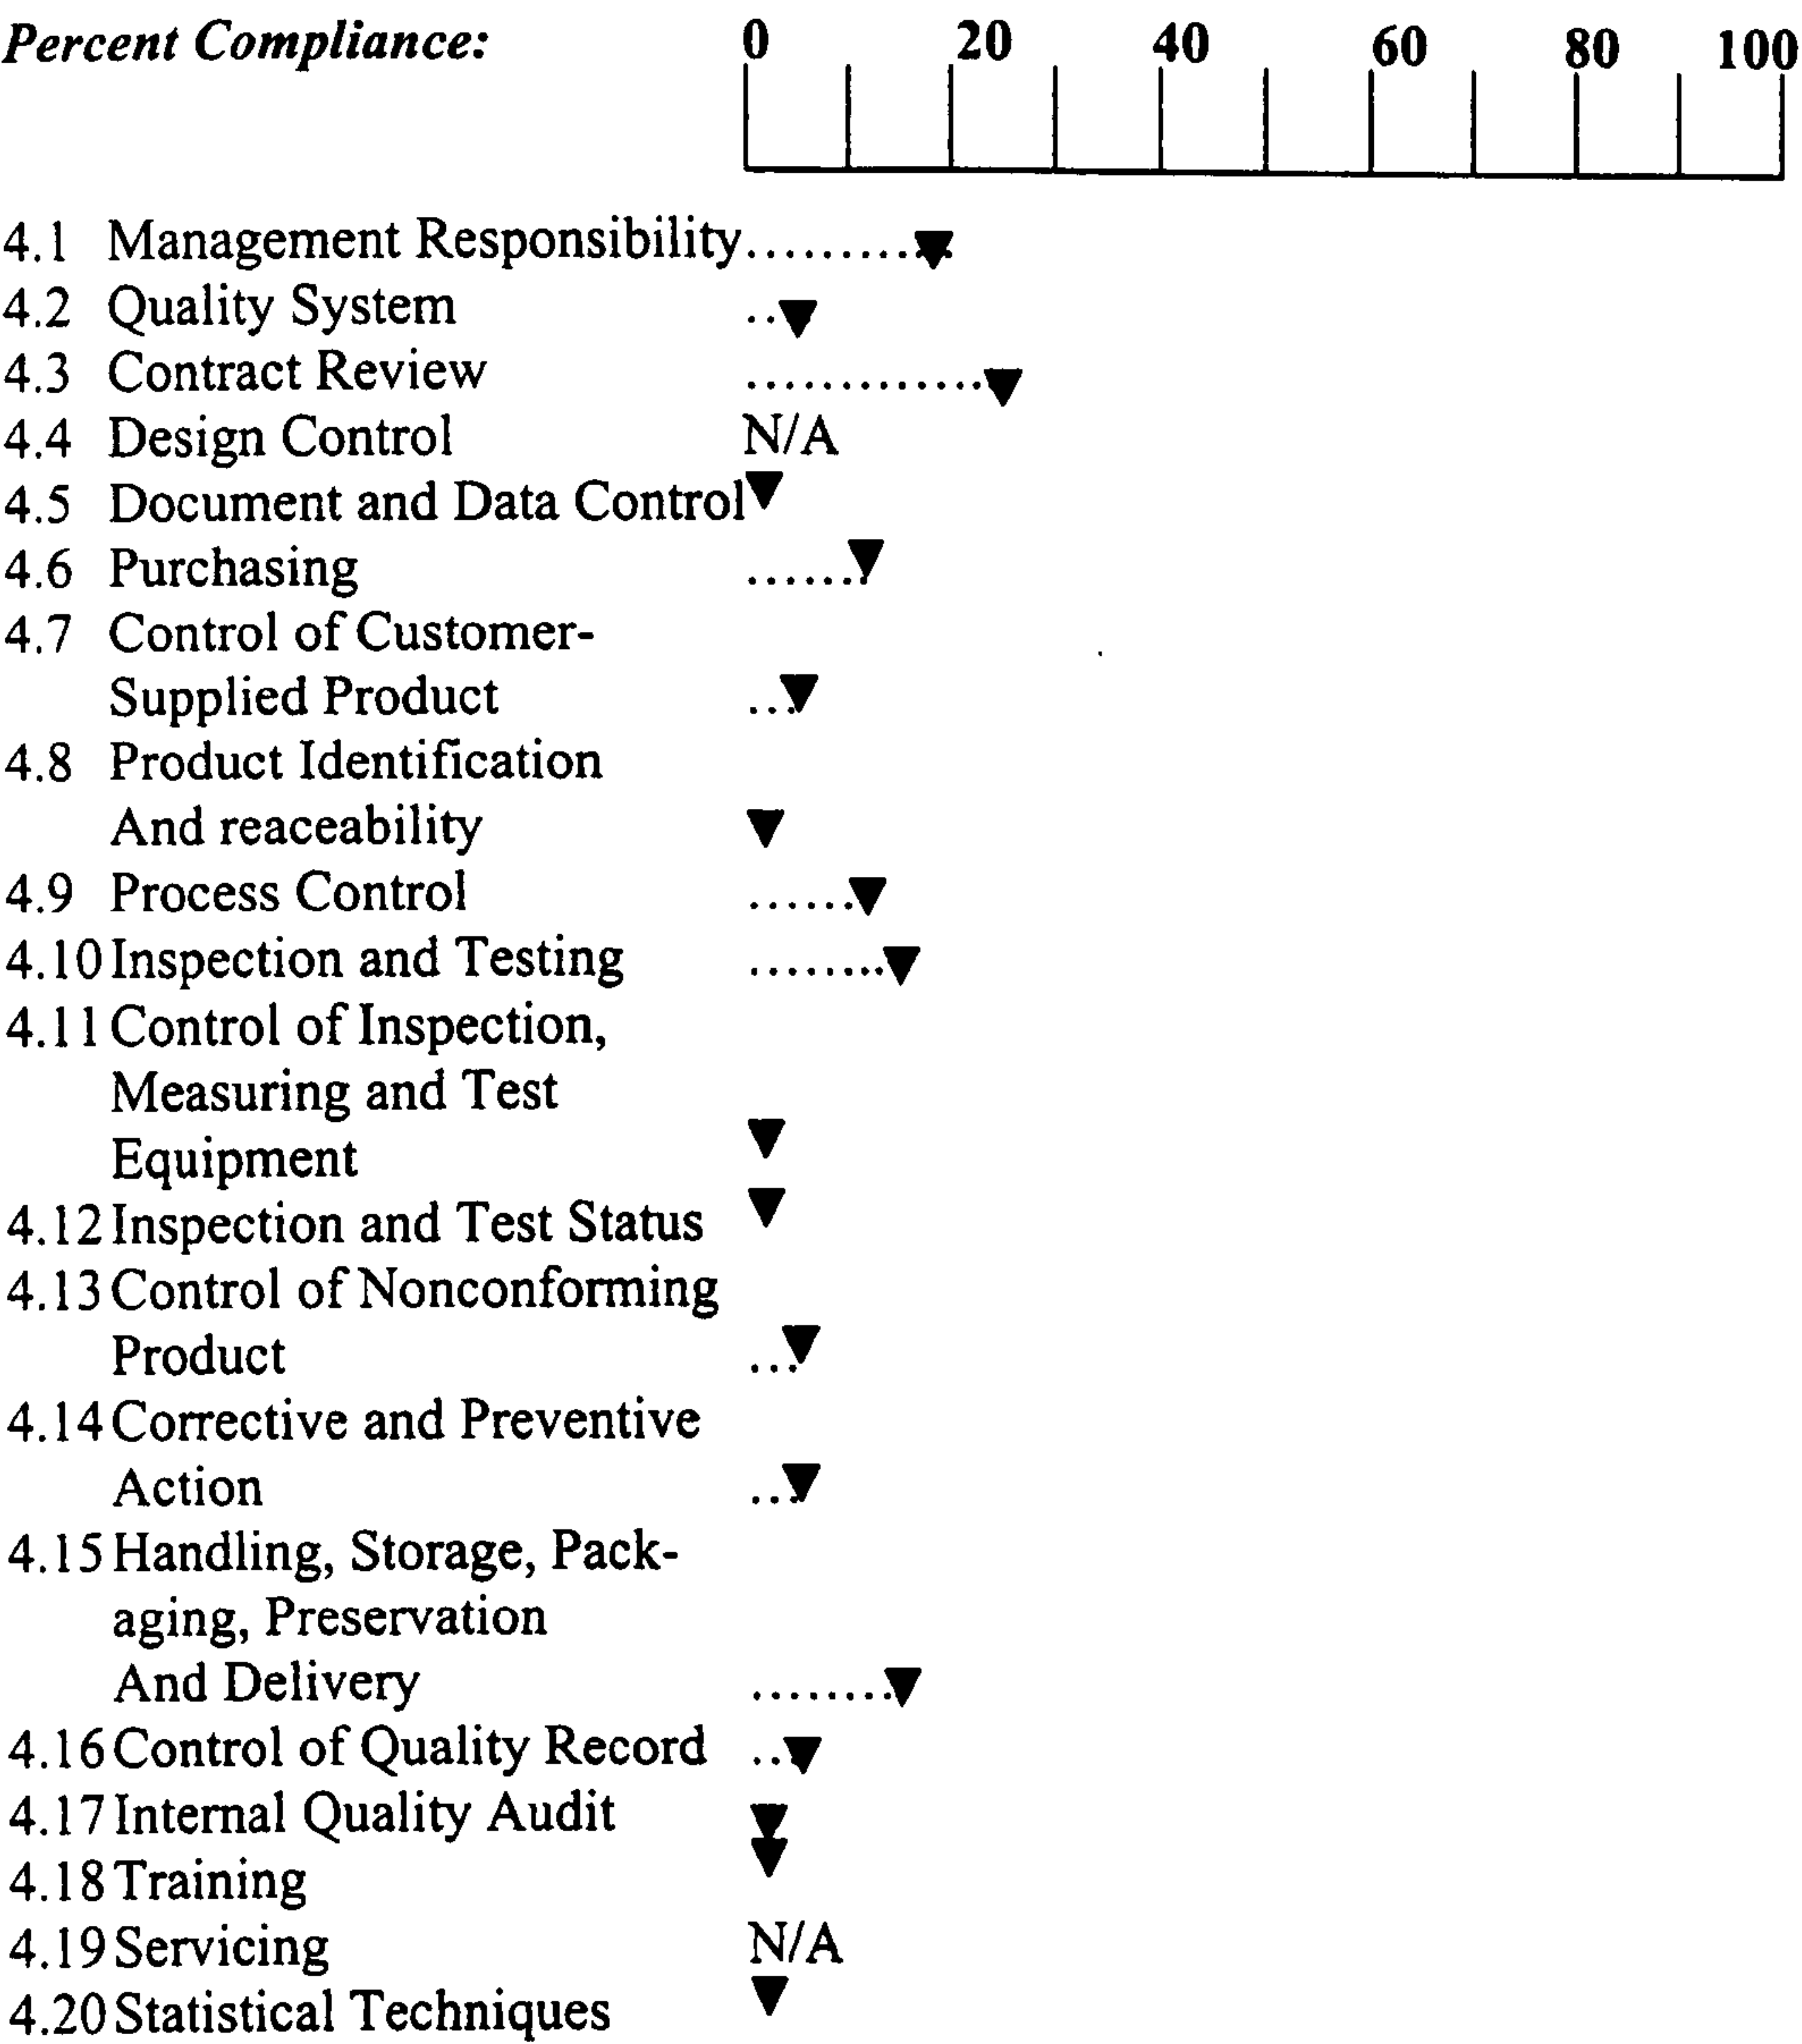 Percent Compliance: 0 20 40 60 80 100
4.1 Management Responsibility..........
4.2 Quality System ..
4.3 Contract Review .............
4.4 Design Control N/A
4.5 Document and Data Control
4.6 Purchasing .......
4.7 Control of Customer-
Supplied Product ...
4.8 Product Identification
And reaceability
4.9 Process Control ......
4.10 Inspection and Testing ........
4.11 Control of Inspection,
Measuring and Test
Equipment
4.12 Inspection and Test Status
4.13 Control of Nonconforming
Product ...
4.14 Corrective and Preventive
Action ...
4.15 Handling, Storage, Pack-
aging, Preservation
And Delivery ........
4.16 Control of Quality Record ...
4.17 Internal Quality Audit
4.18 Training
4.19 Servicing N/A
4.20 Statistical Techniques